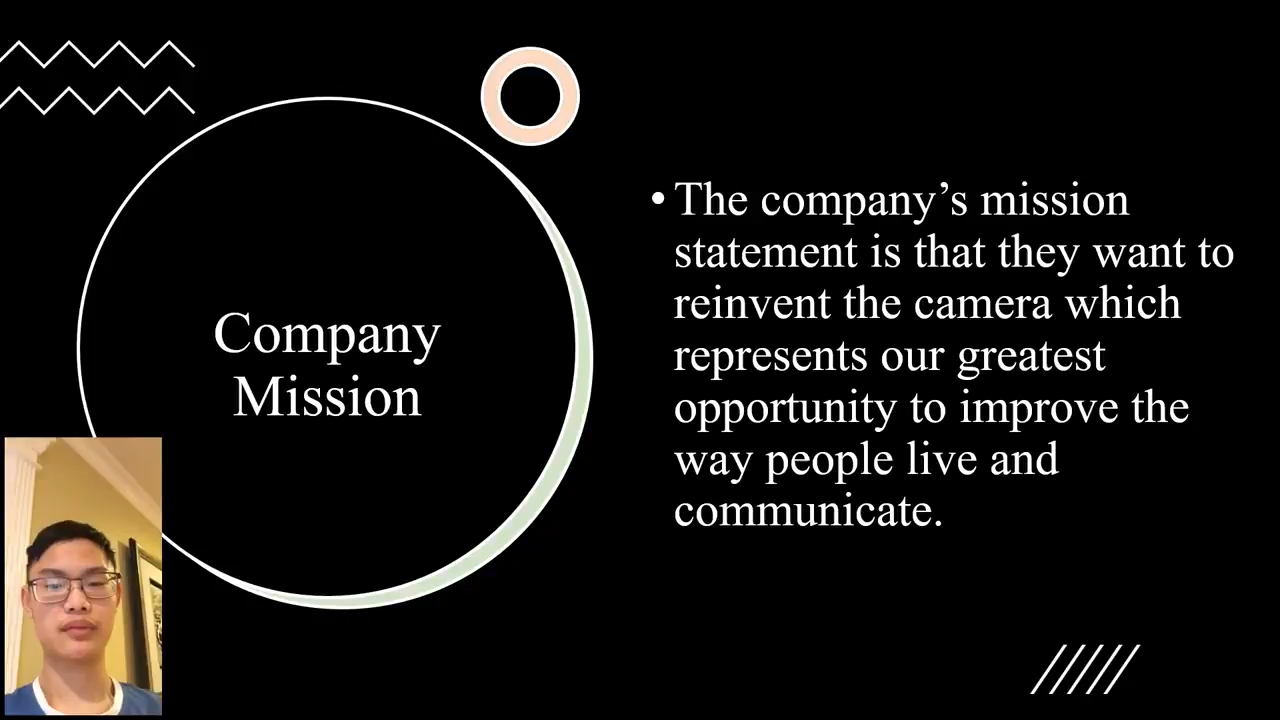 Company
Mission
• The company’s mission
statement is that they want to
reinvent the camera which
represents our greatest
opportunity to improve the
way people live and
communicate.